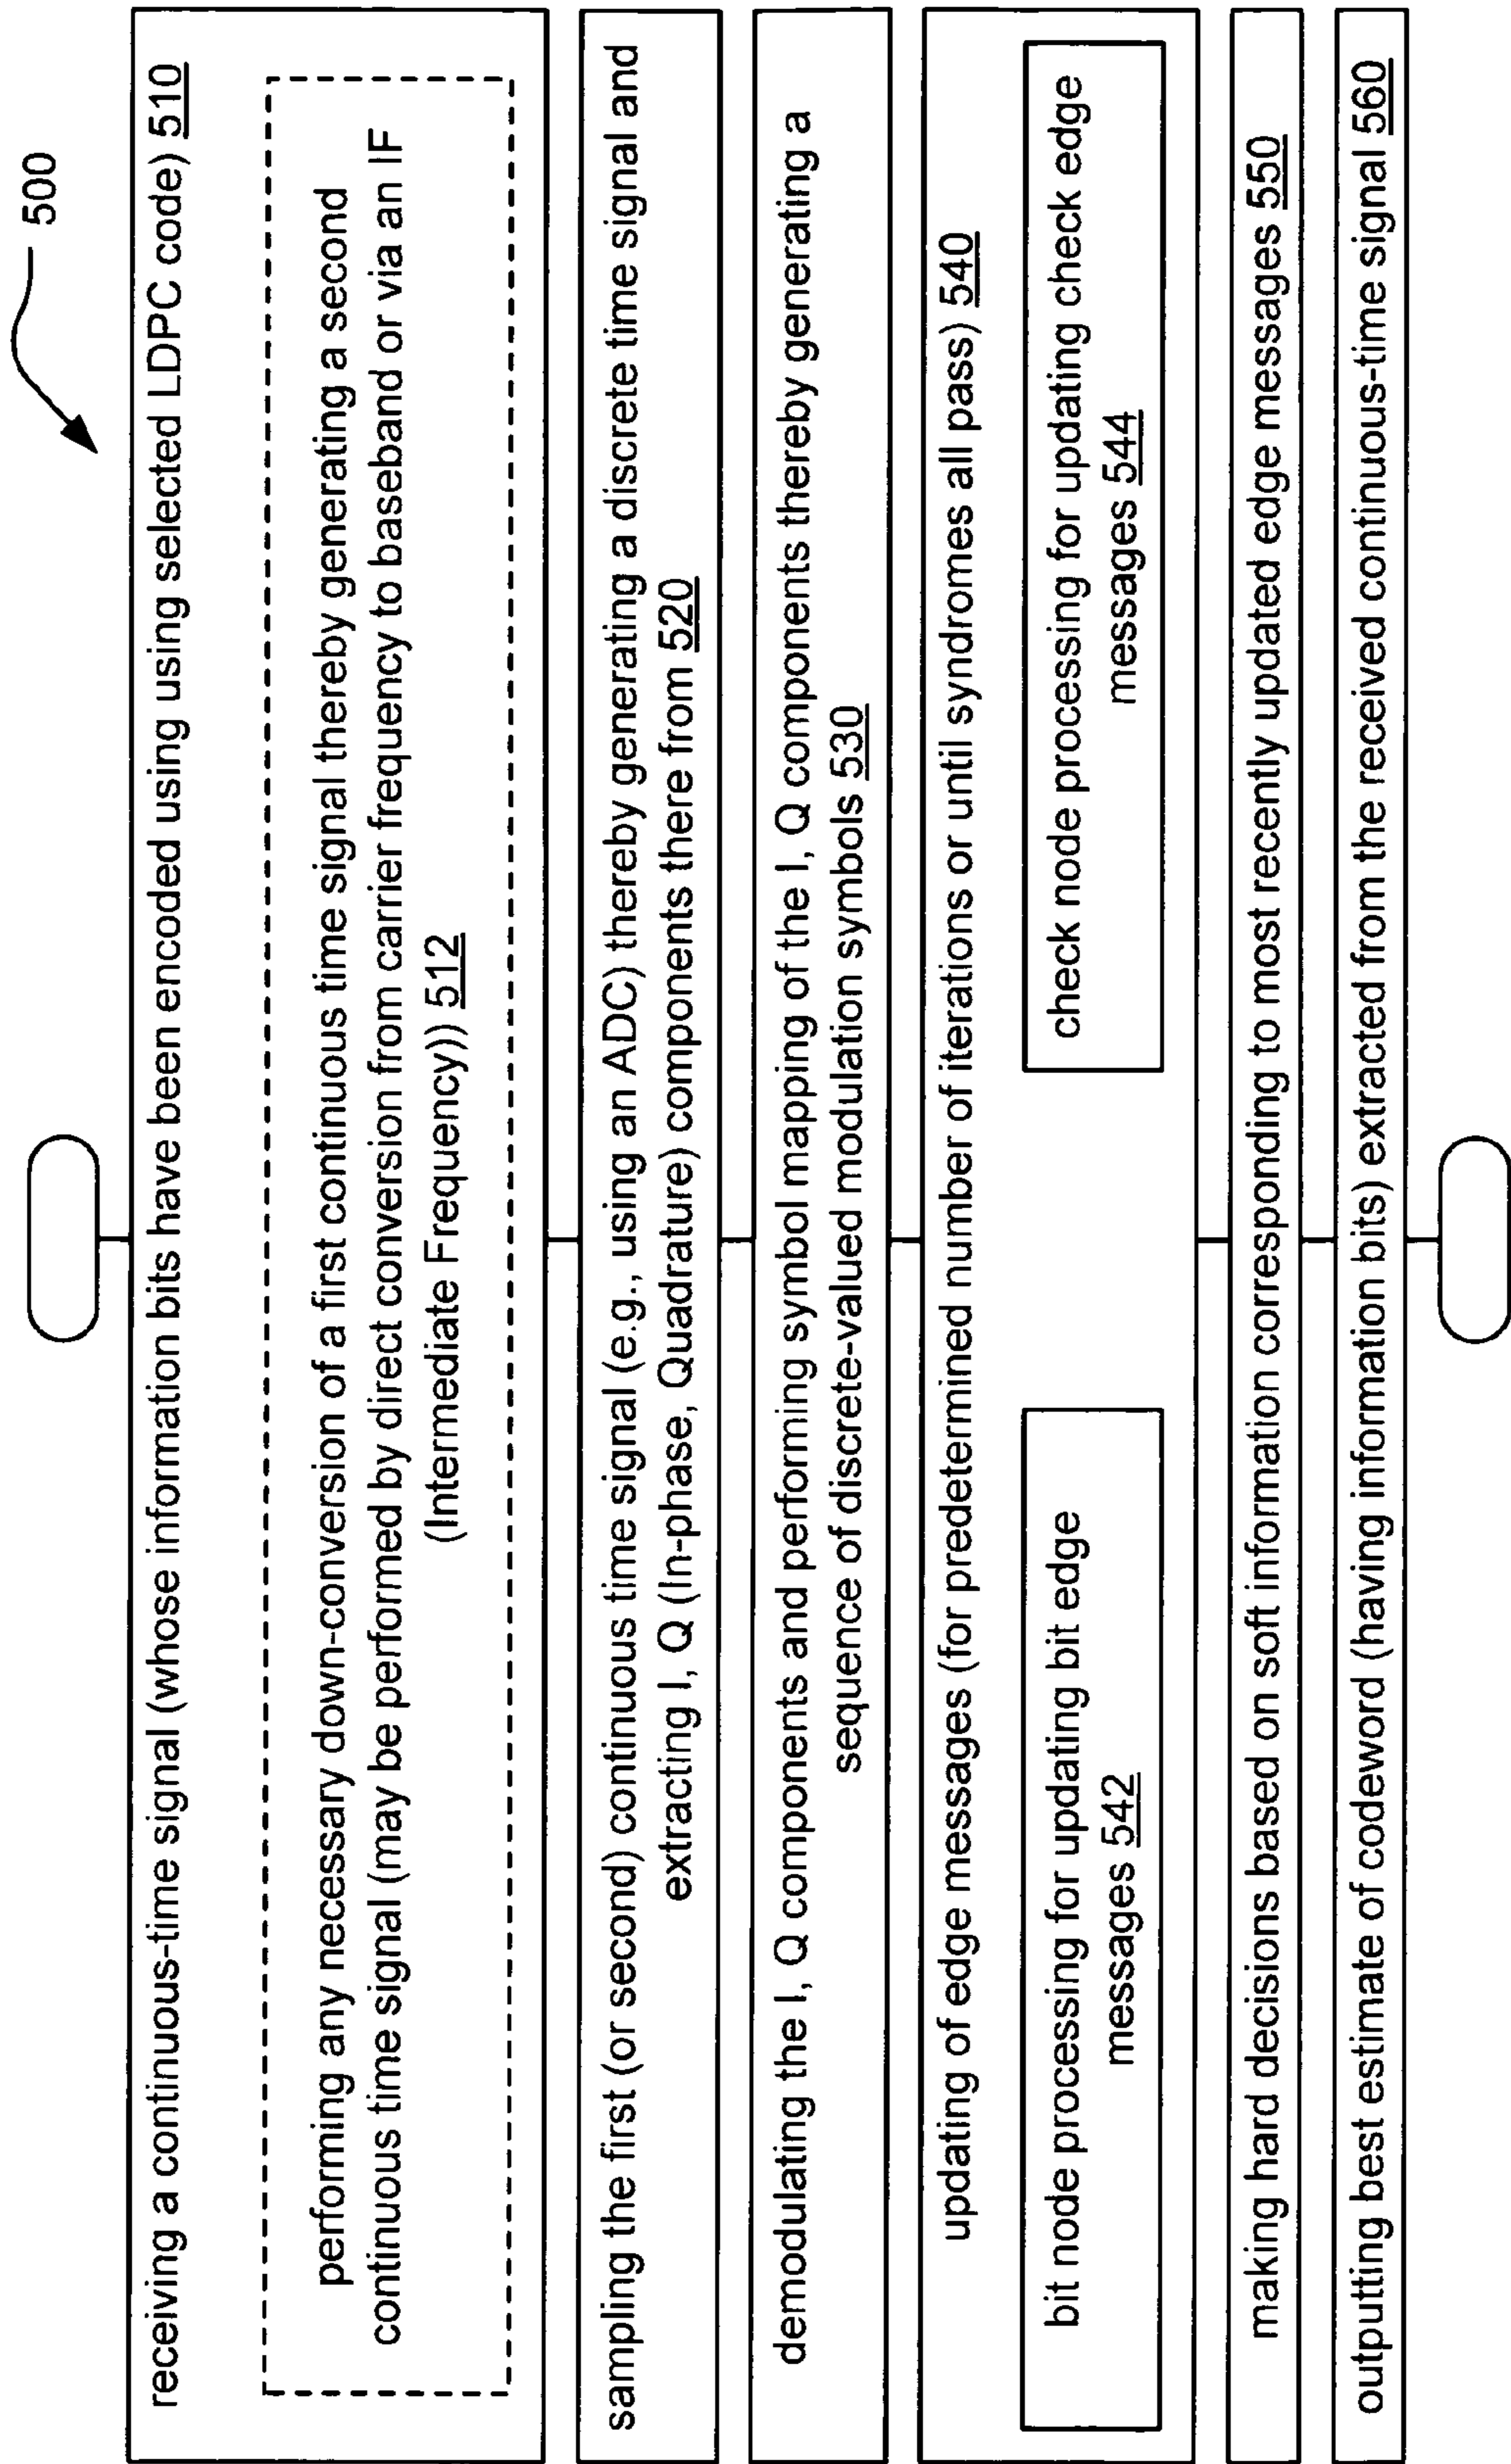 500
receiving a continuous-time signal (whose information bits have been encoded using using selected LDPC code) 510
performing any necessary down-conversion of a first continuous time signal thereby generating a second
continuous time signal (may be performed by direct conversion from carrier frequency to baseband or via an IF
(Intermediate Frequency)) 512
sampling the first (or second) continuous time signal (e.g., using an ADC) thereby generating a discrete time signal and
extracting I, Q (In-phase, Quadrature) components there from 520
demodulating the I, Q components and performing symbol mapping of the I, Q components thereby generating a
sequence of discrete-valued modulation symbols 530
updating of edge messages (for predetermined number of iterations or until syndromes all pass) 540
bit node processing for updating bit edge
messages 542
check node processing for updating check edge
messages 544
making hard decisions based on soft information corresponding to most recently updated edge messages 550
outputting best estimate of codeword (having information bits) extracted from the received continuous-time signal 560